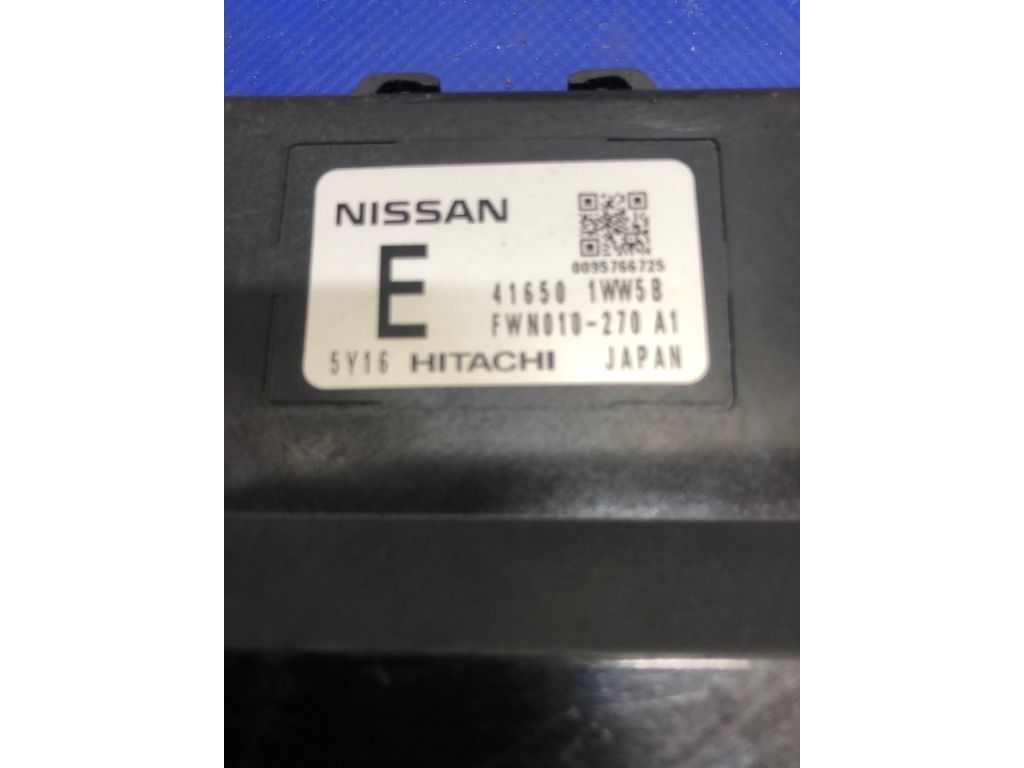 NISSAN
E
0095766725
41650 1WW5B
FWN010-270 A1
5Y16 HITACHI JAPAN